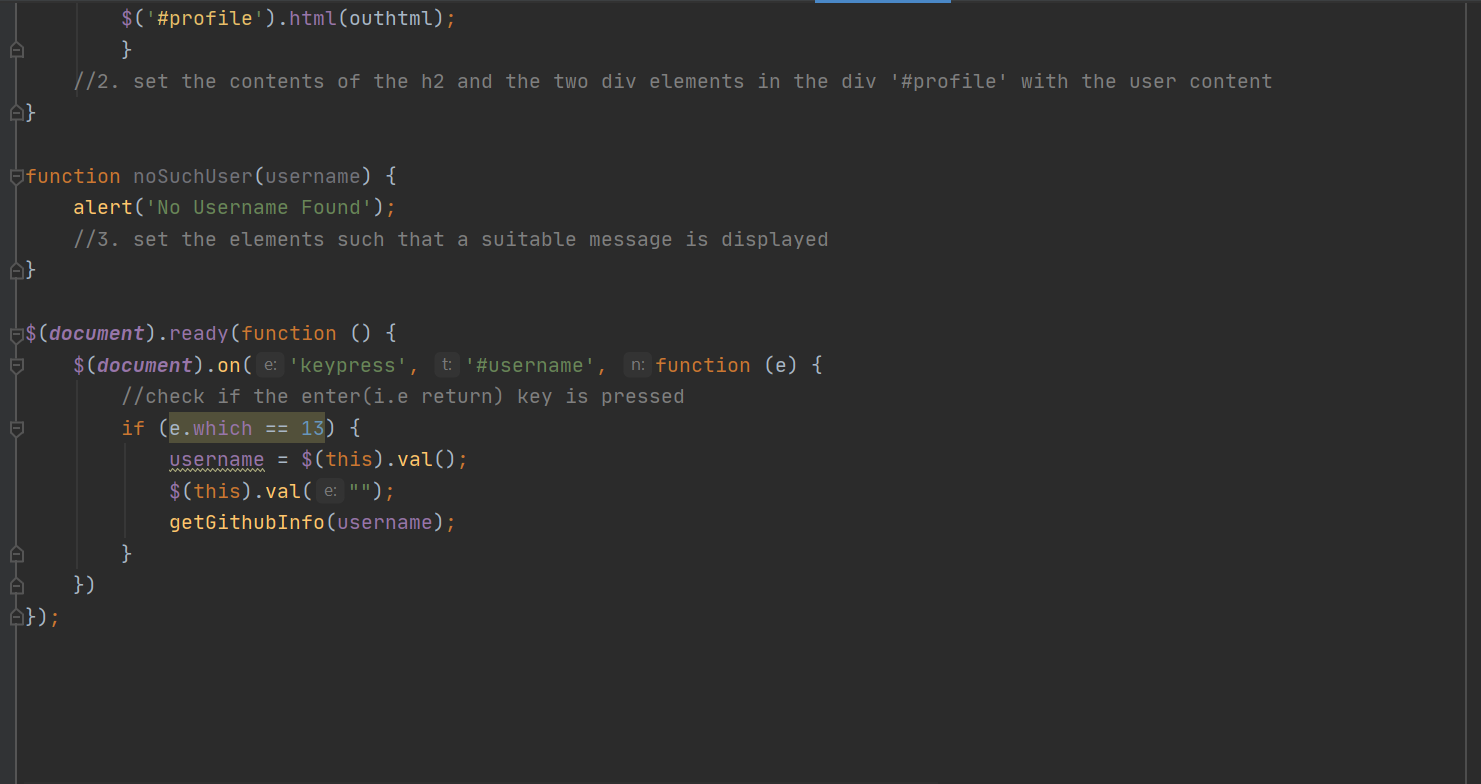 $('#profile').html(outhtml);
}
//2. set the contents of the h2 and the two div elements in the div '#profile' with the user content
}
function noSuchUser(username) {
alert('No Username Found');
//3. set the elements such that a suitable message is displayed
}
$(document).ready(function () {
$(document).on( e: 'keypress', t: '#username', n: function (e) {
//check if the enter(i.e return) key is pressed
if (e.which == 13) {
username = $(this).val();
$(this).val( e: "");
getGithubInfo(username);
}
})
});